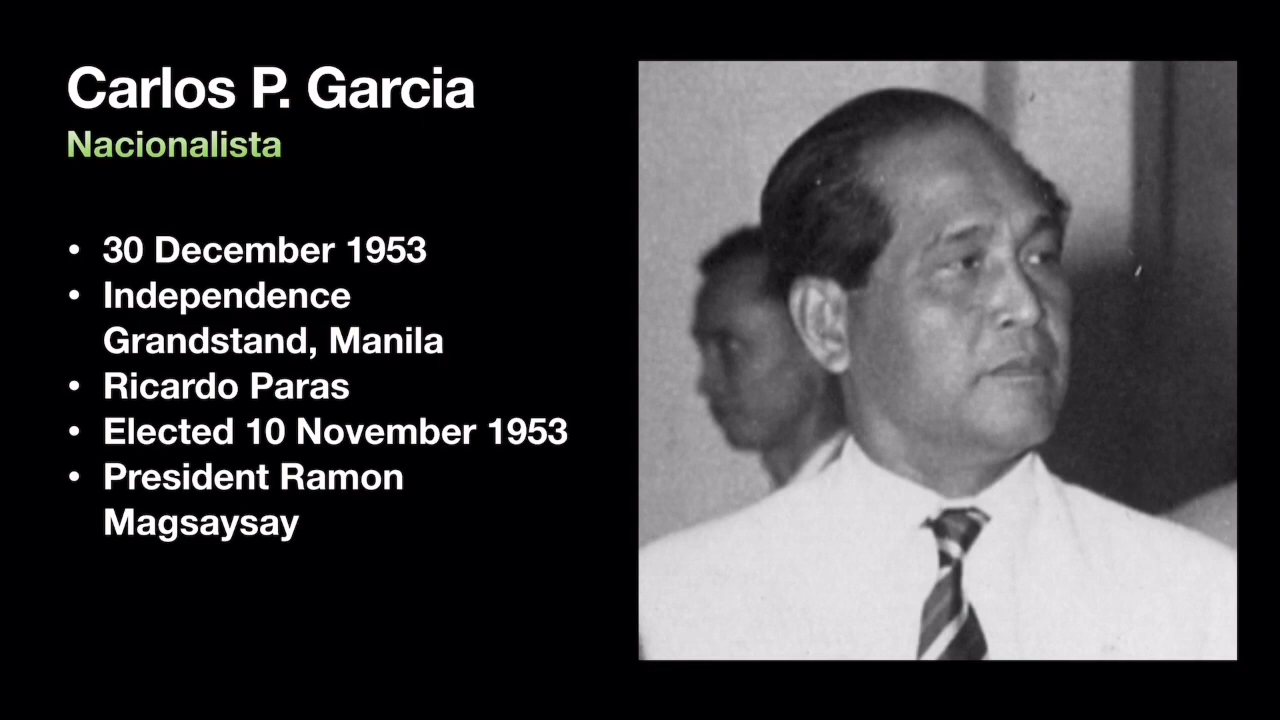 Carlos P. Garcia
Nacionalista
• 30 December 1953
• Independence
Grandstand, Manila
• Ricardo Paras
• Elected 10 November 1953
• President Ramon
Magsaysay